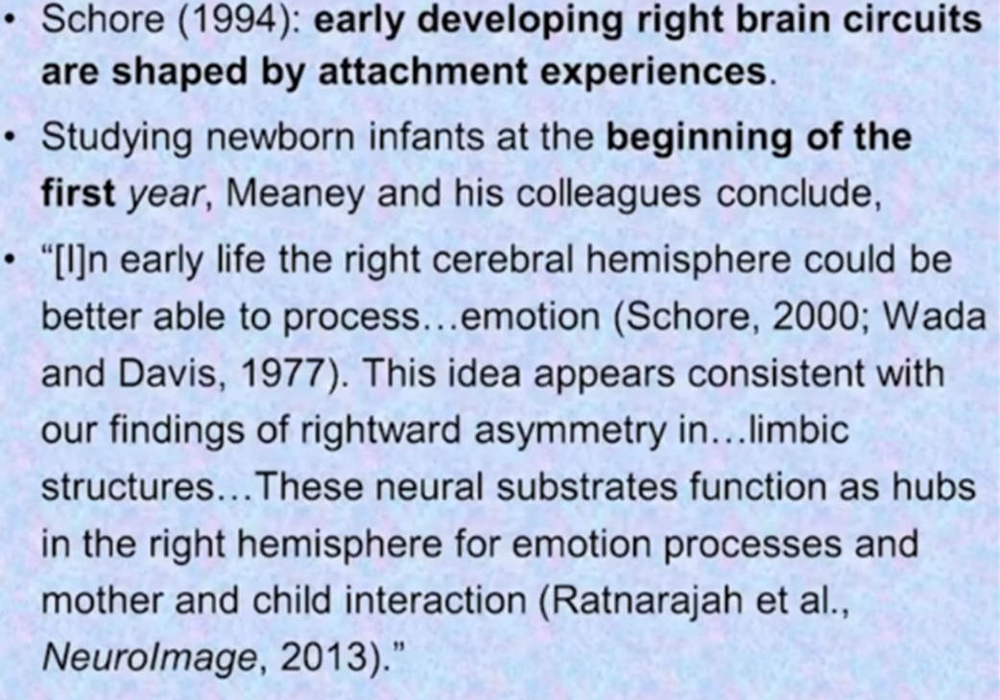 • Schore (1994): early developing right brain circuits
are shaped by attachment experiences.
• Studying newborn infants at the beginning of the
first year, Meaney and his colleagues conclude,
• “[I]n early life the right cerebral hemisphere could be
better able to process…emotion (Schore, 2000; Wada
and Davis, 1977). This idea appears consistent with
our findings of rightward asymmetry in…limbic
structures…These neural substrates function as hubs
in the right hemisphere for emotion processes and
mother and child interaction (Ratnarajah et al.,
NeuroImage, 2013).”